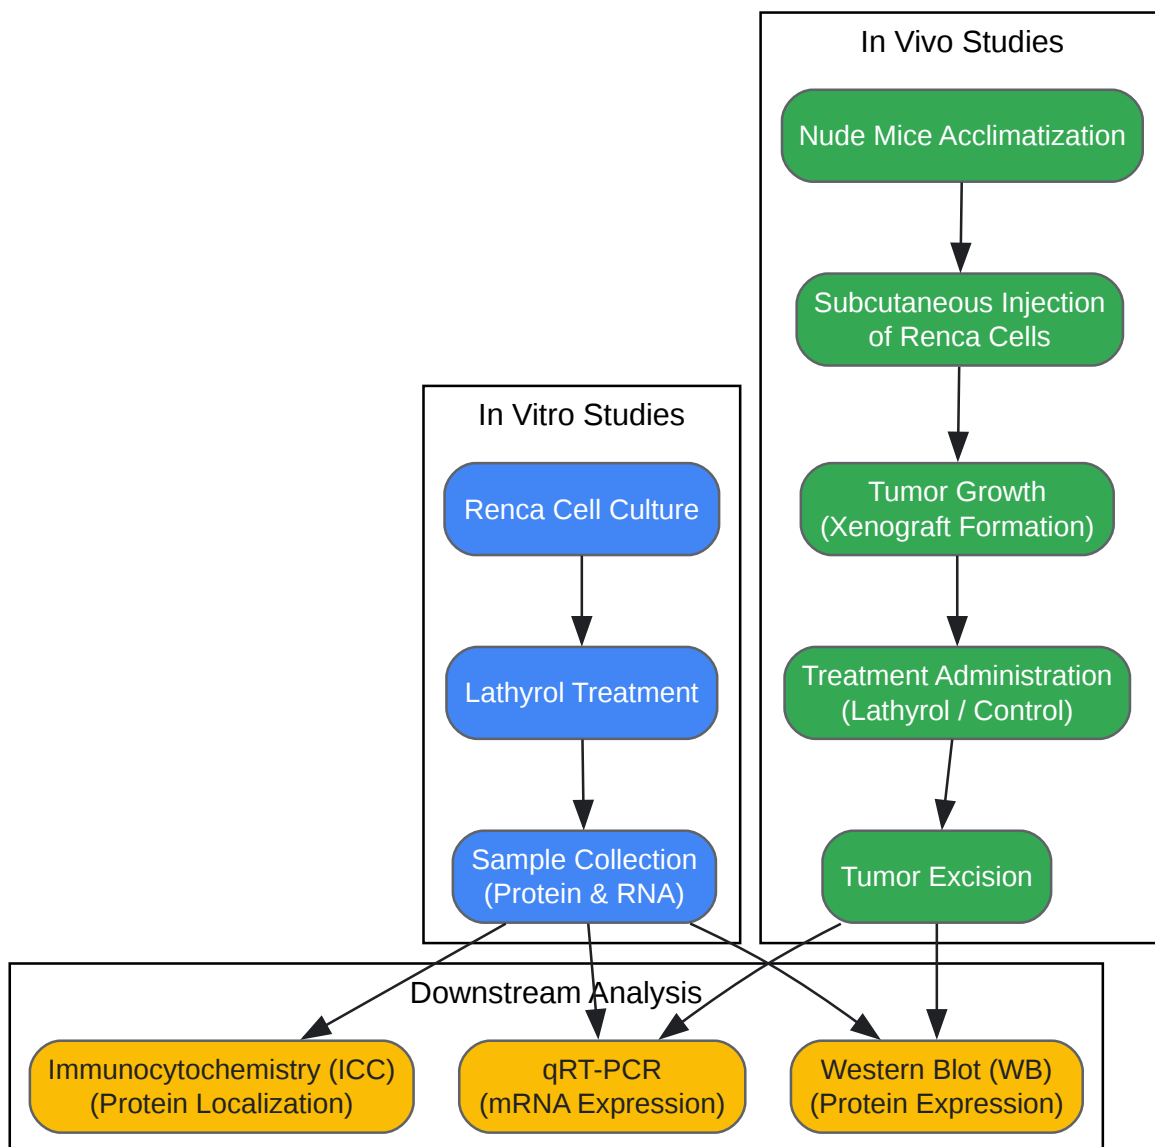 In Vivo Studies
Nude Mice Acclimatization
Subcutaneous Injection
of Renca Cells
Tumor Growth
(Xenograft Formation)
Treatment Administration
(Lathyrol / Control)
Tumor Excision
In Vitro Studies
Renca Cell Culture
Lathyrol Treatment
Sample Collection
(Protein & RNA)
Downstream Analysis
Immunocytochemistry (ICC)
(Protein Localization)
qRT-PCR
(mRNA Expression)
Western Blot (WB)
(Protein Expression)